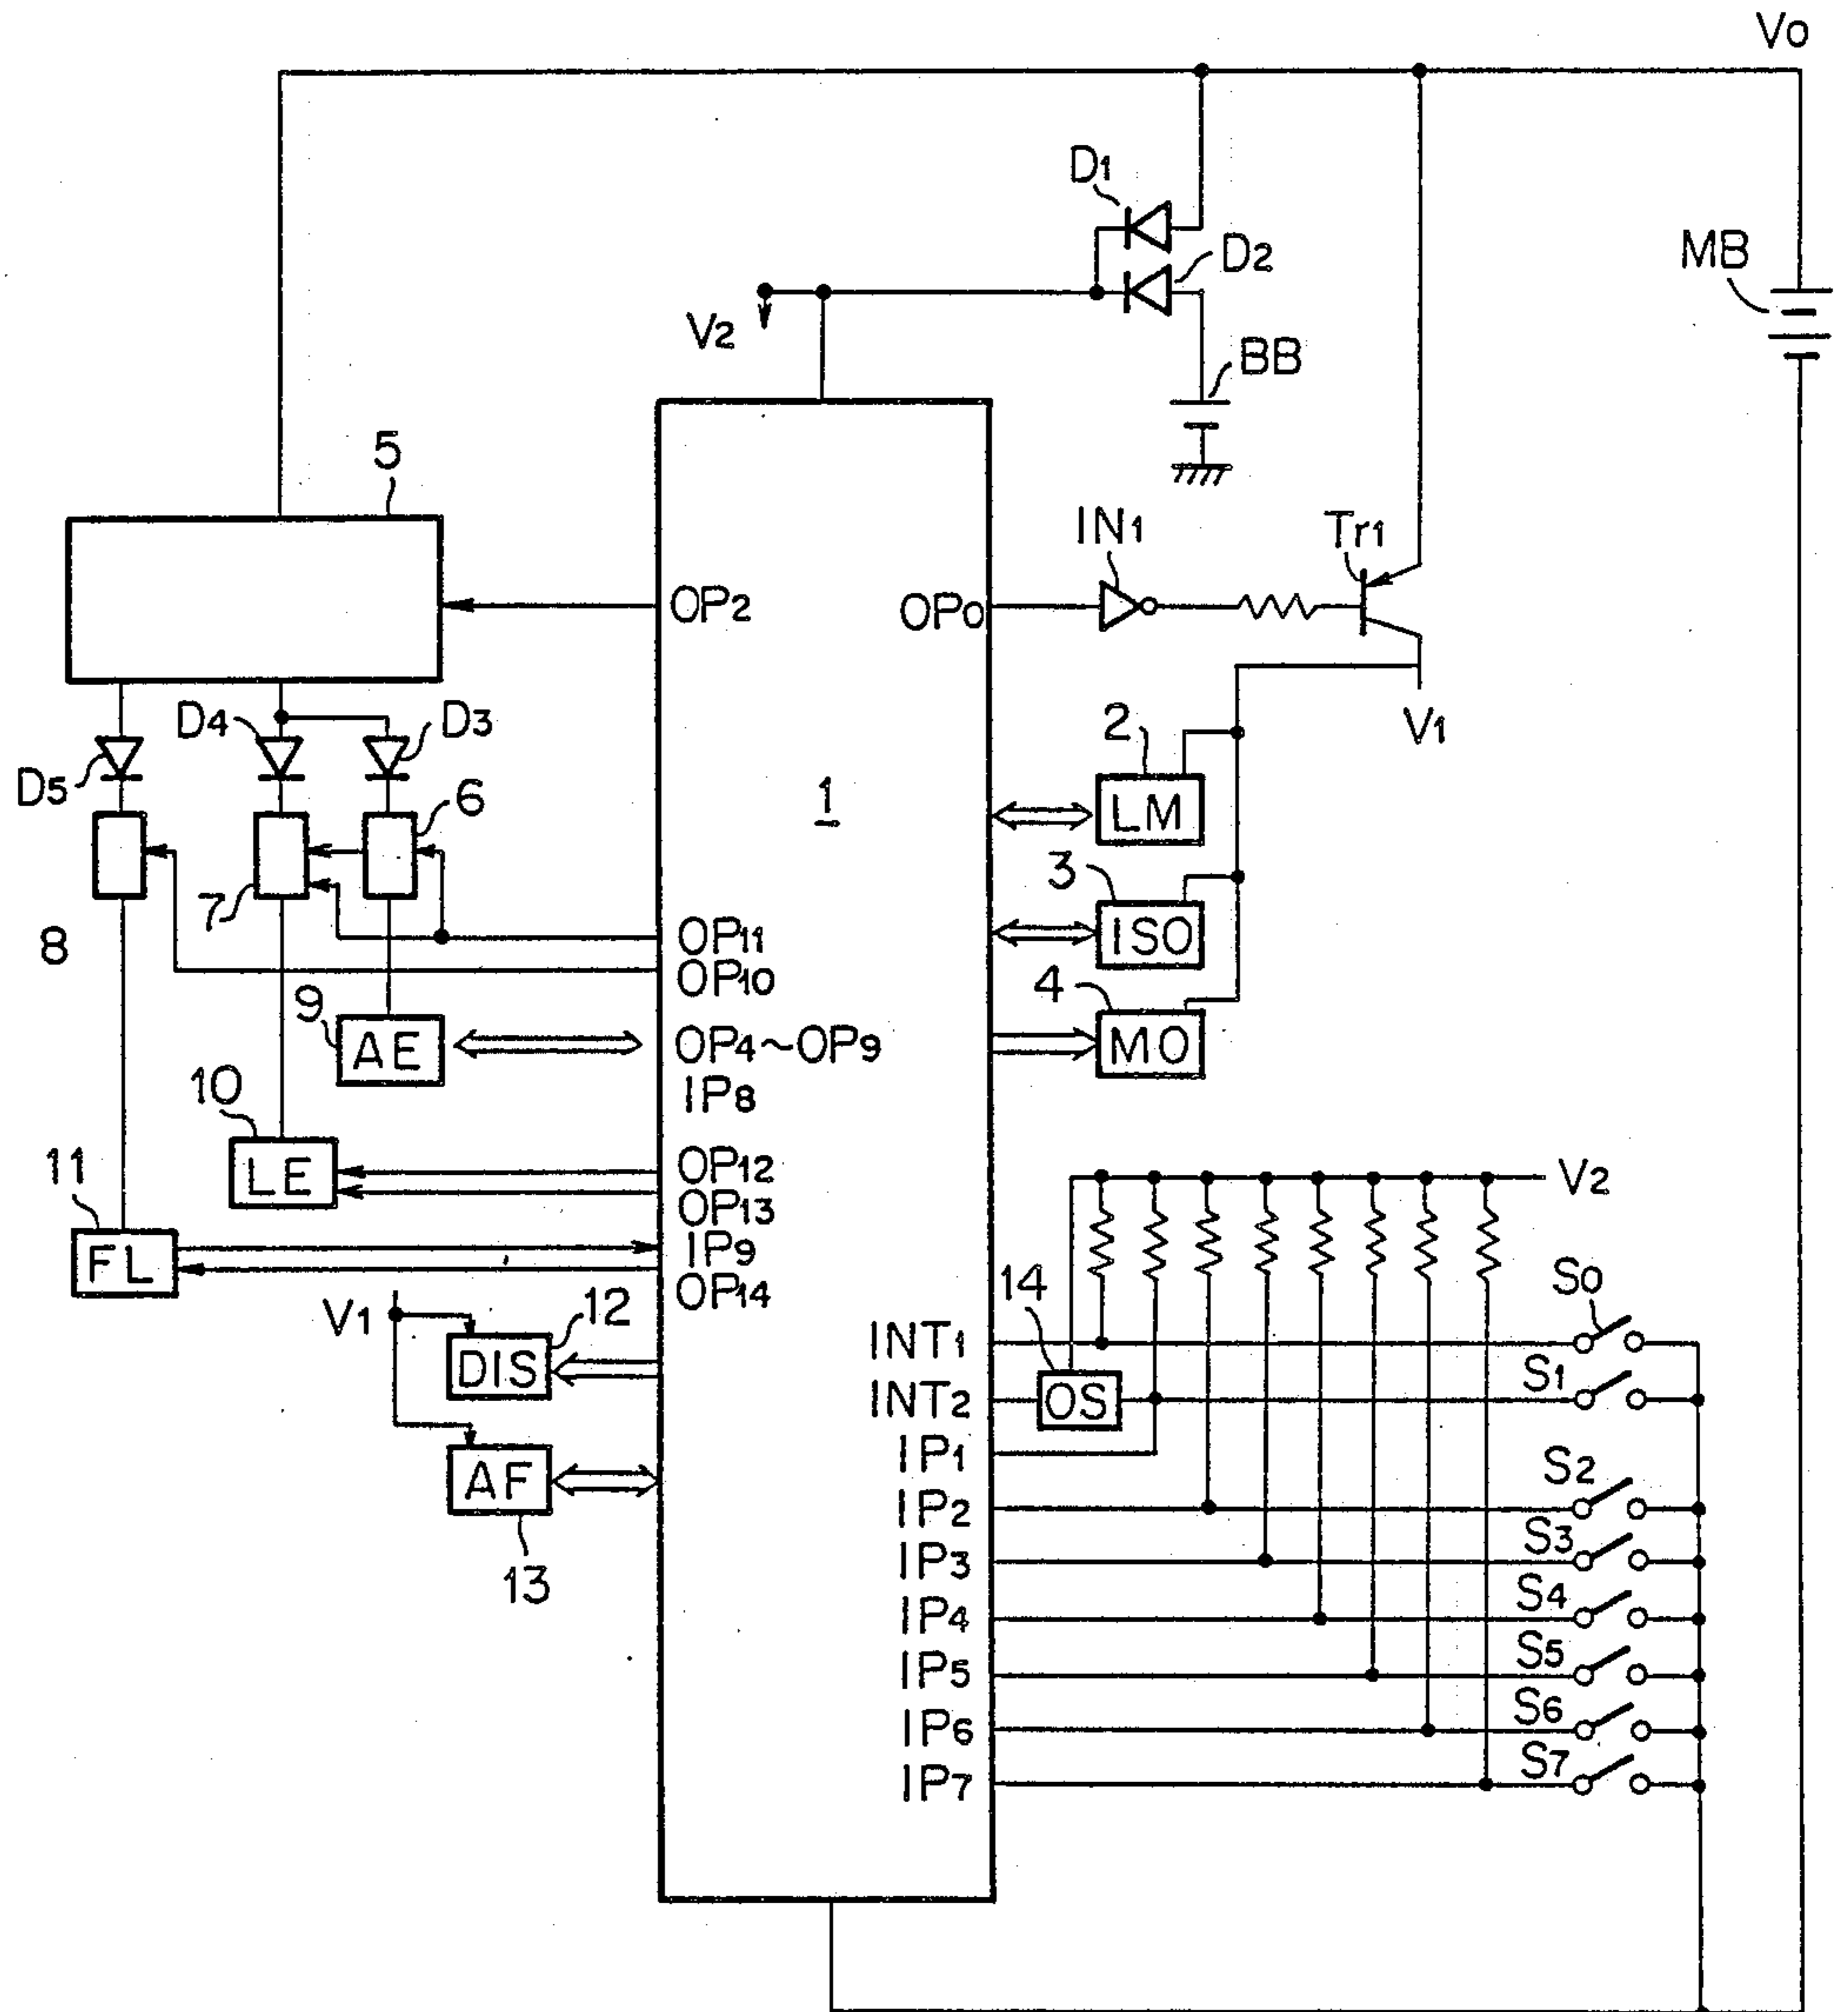 V0
D1
D2
MB
V2
BB
5
IN1
Tr1
OP2
OP0
D4
D3
2
V1
D5
6
1
LM
7
3
8
OP11
ISO
OP10
4
9
AE
OP4~OP9
MO
IP8
10
LE
OP12
11
OP13
V2
FL
IP9
OP14
14
S0
V1
12
INT1
DIS
S1
INT2
OS
IP1
AF
S2
IP2
13
S3
IP3
S4
IP4
S5
IP5
S6
IP6
S7
IP7